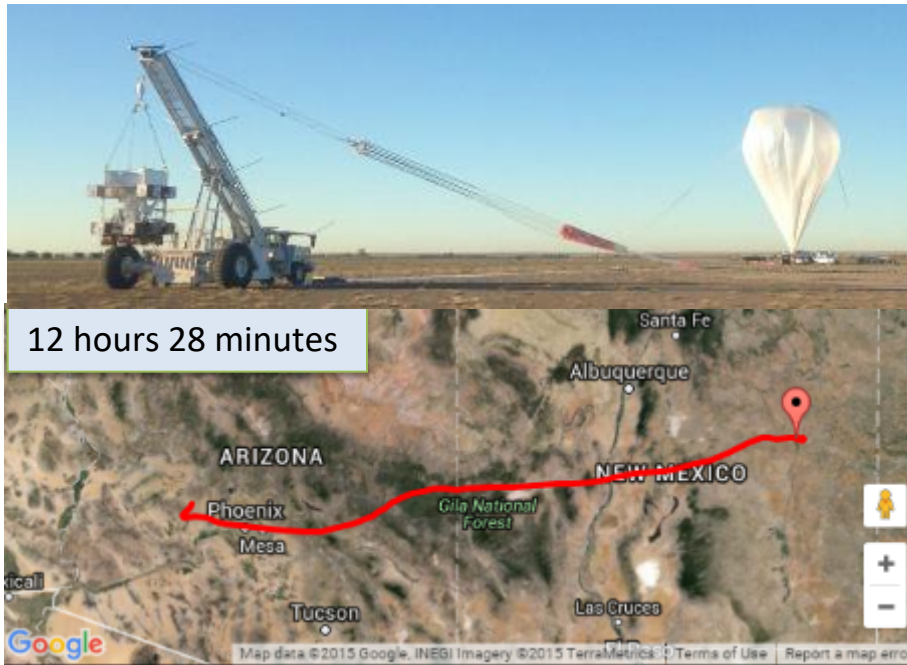 12 hours 28 minutes
Santa Fe
Albuquerque
ARIZONA
NEW MEXICO
Phoenix
Gila National
Forest
Mesa
xicali
Tucson
Las Cruces
Google
Map data ©2015 Google, INEGI Imagery ©2015 TerraMetrics
Terms of Use
Report a map erro